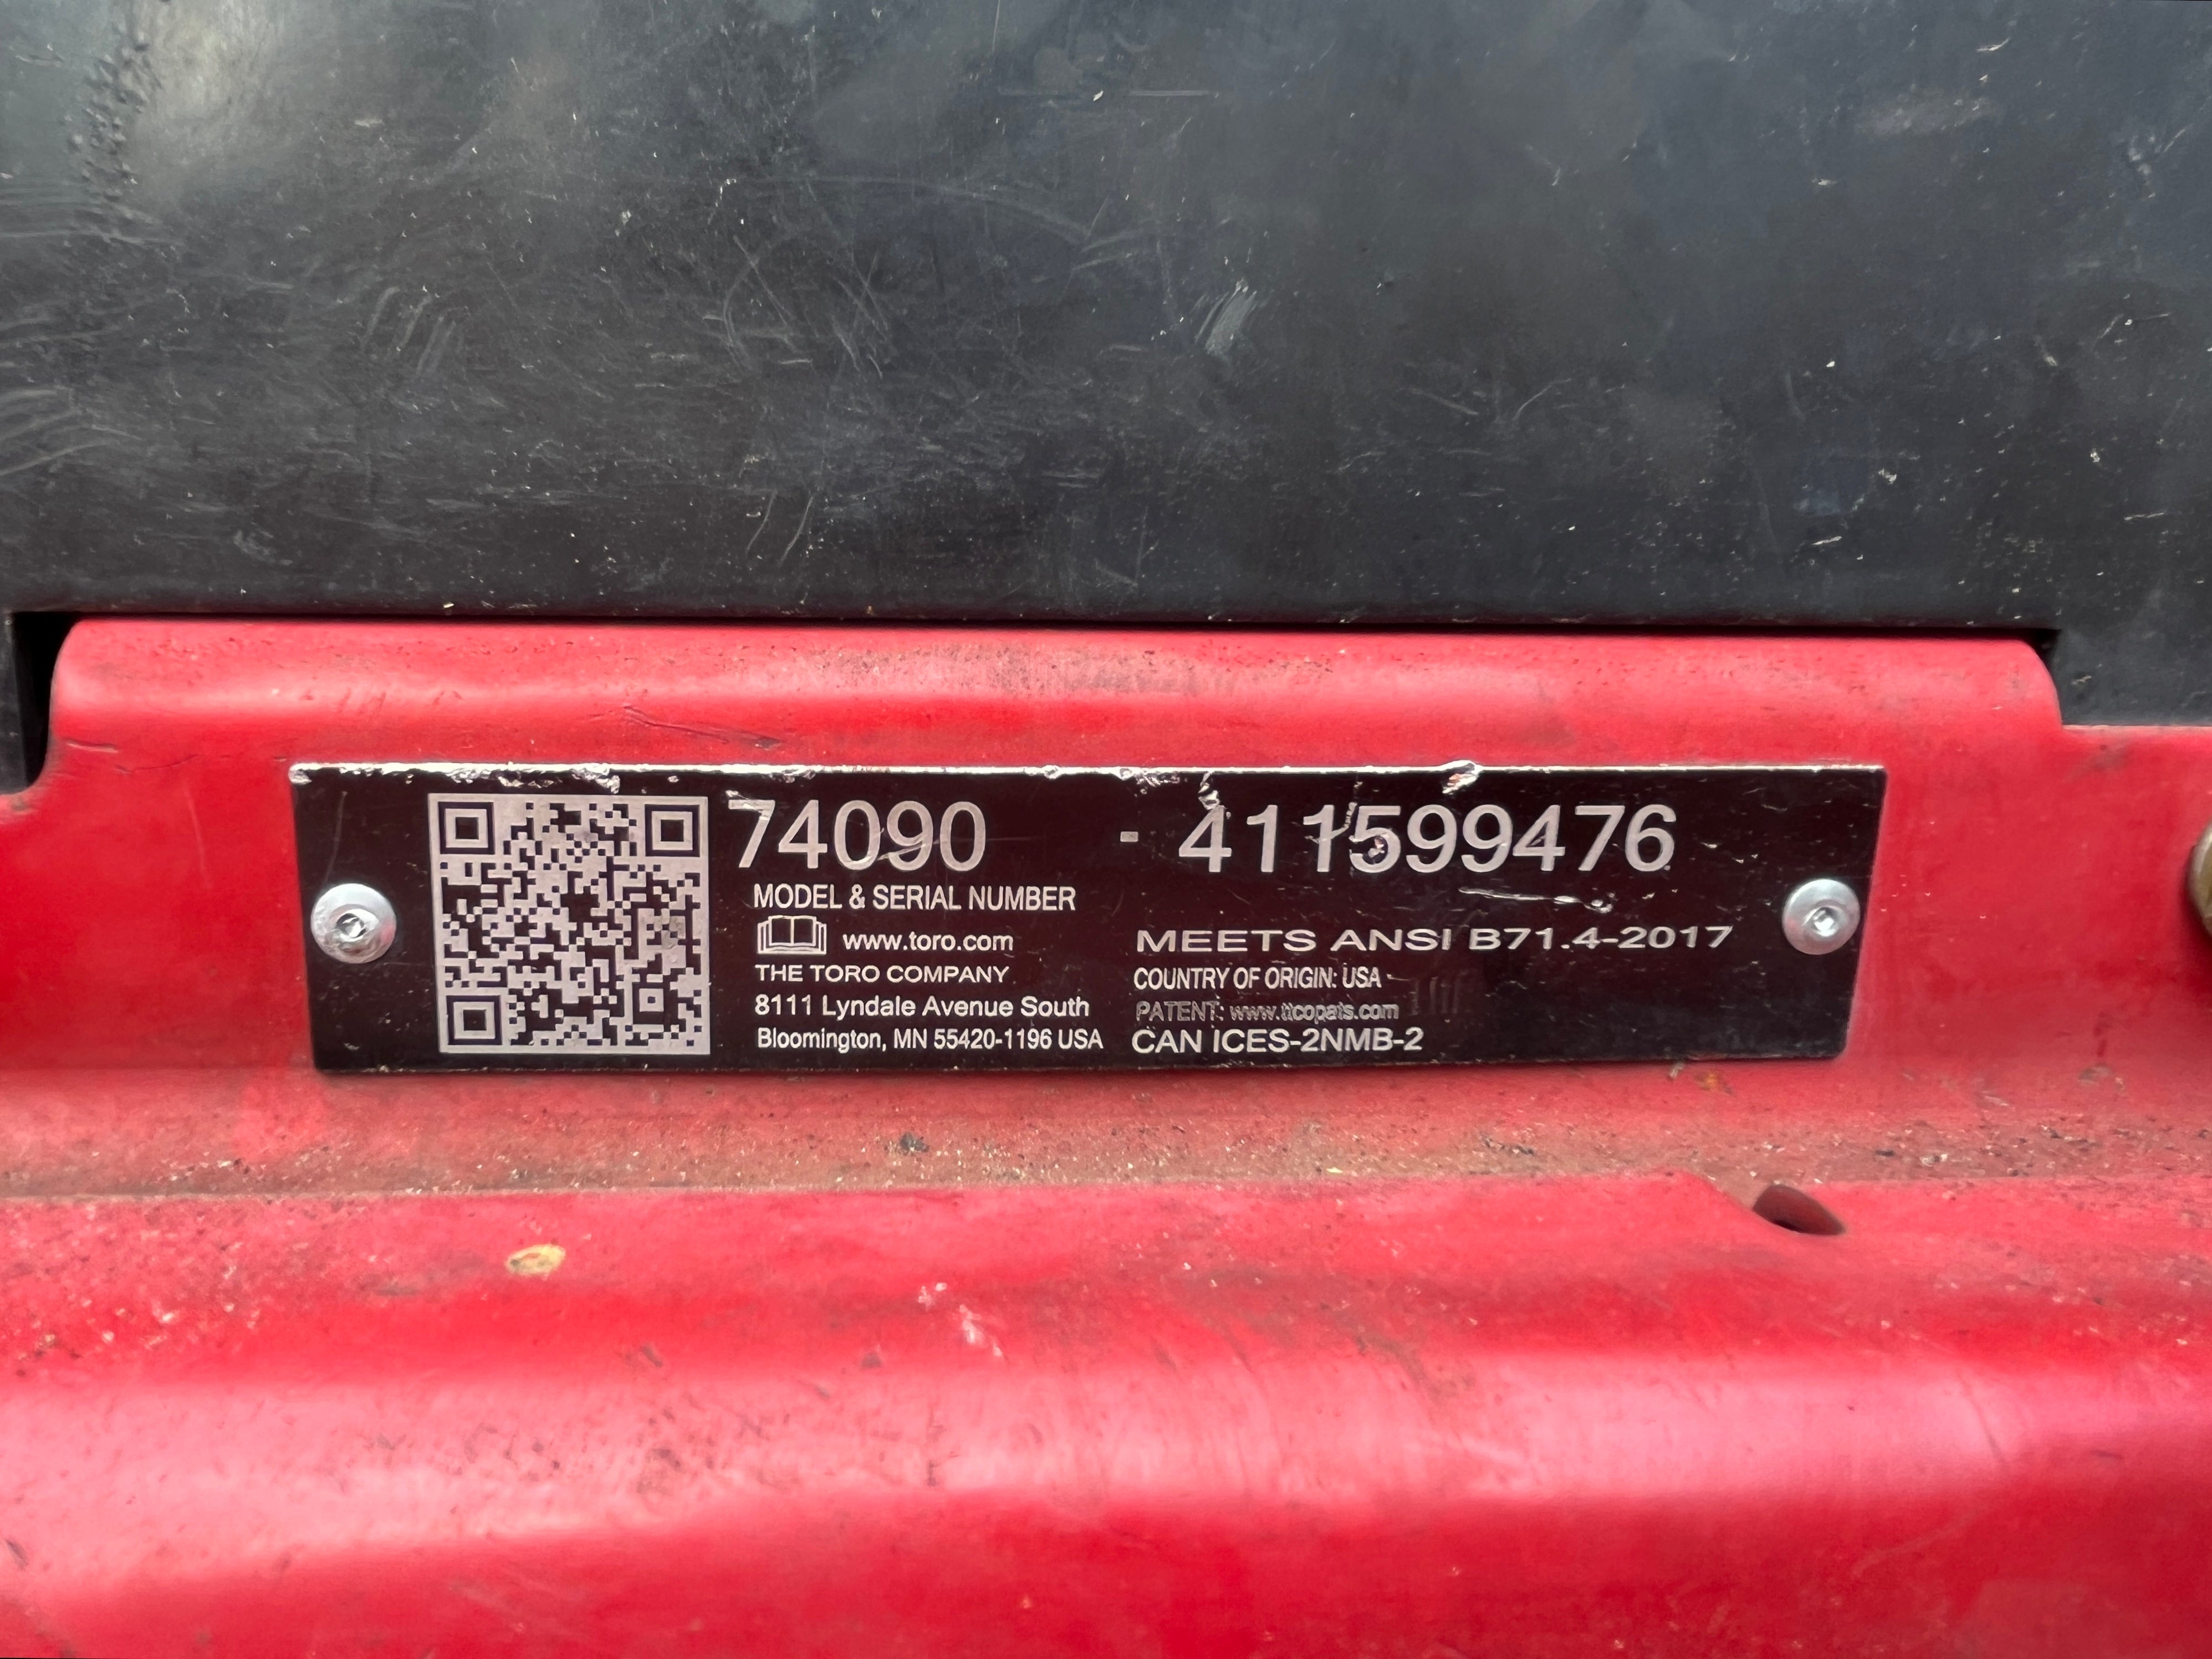 74090 - 411599476
MODEL & SERIAL NUMBER
www.toro.com
THE TORO COMPANY
8111 Lyndale Avenue South
Bloomington, MN 55420-1196 USA
MEETS ANSI B71.4-2017
COUNTRY OF ORIGIN: USA
PATENT: www.ttcopats.com
CAN ICES-2NMB-2